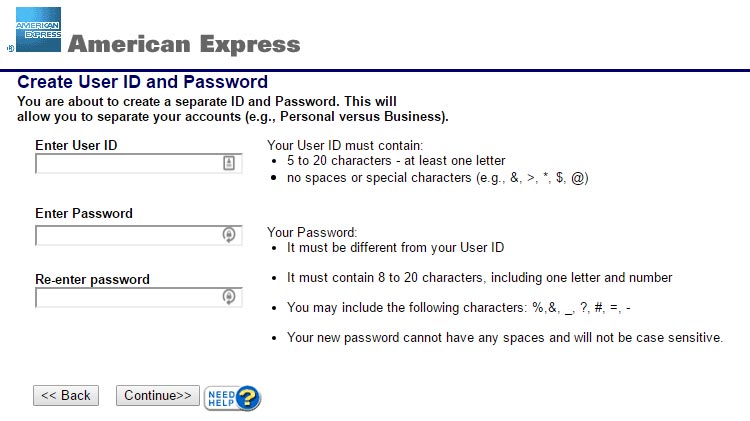 AMERICAN
EXPRESS
®
American Express
Create User ID and Password
You are about to create a separate ID and Password. This will
allow you to separate your accounts (e.g., Personal versus Business).
Enter User ID
Your User ID must contain:
• 5 to 20 characters - at least one letter
• no spaces or special characters (e.g., &, >, *, $, @)
Enter Password
Your Password:
• It must be different from your User ID
Re-enter password
• It must contain 8 to 20 characters, including one letter and number
• You may include the following characters: %,&, _, ?, #, =, -
• Your new password cannot have any spaces and will not be case sensitive.
<< Back
Continue>>
NEED
HELP
?